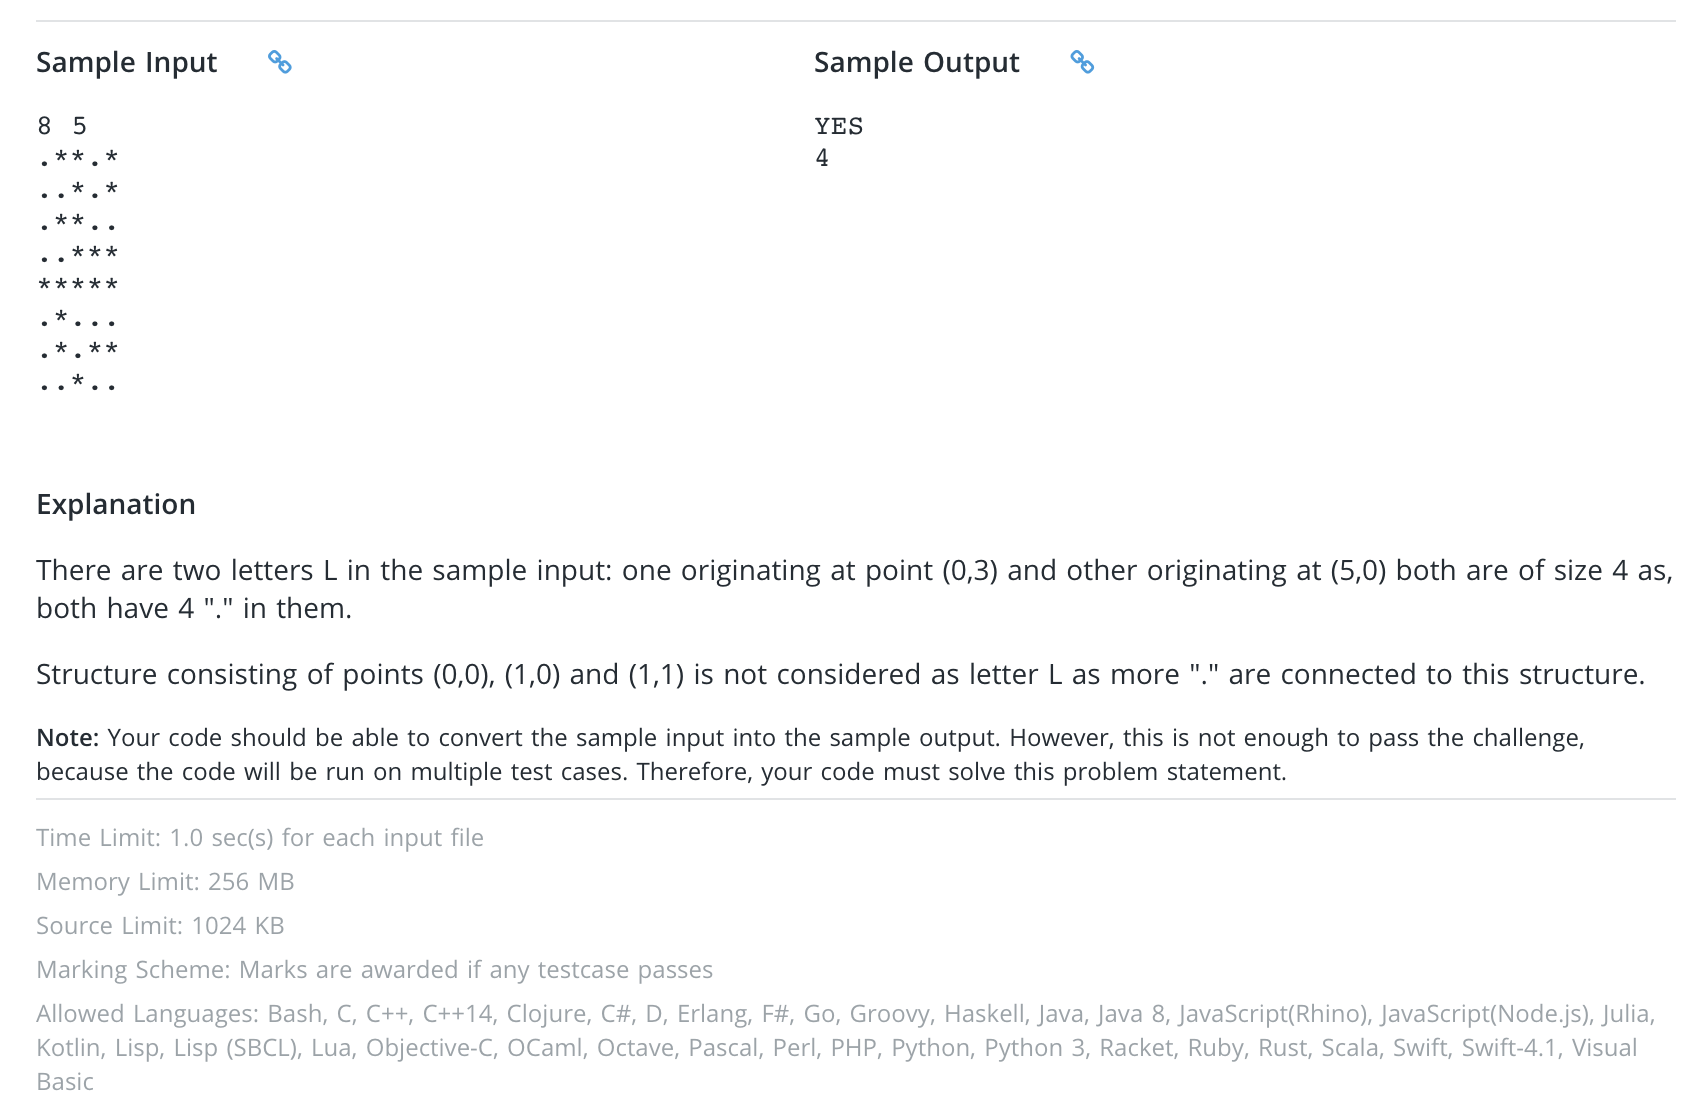 Sample Input
Sample Output
8 5
.**.*
..*.*
.**..
..***
*****
.*...
.*.**
..*..
YES
4
Explanation
There are two letters L in the sample input: one originating at point (0,3) and other originating at (5,0) both are of size 4 as,
both have 4 "." in them.
Structure consisting of points (0,0), (1,0) and (1,1) is not considered as letter L as more "." are connected to this structure.
Note: Your code should be able to convert the sample input into the sample output. However, this is not enough to pass the challenge,
because the code will be run on multiple test cases. Therefore, your code must solve this problem statement.
Time Limit: 1.0 sec(s) for each input file
Memory Limit: 256 MB
Source Limit: 1024 KB
Marking Scheme: Marks are awarded if any testcase passes
Allowed Languages: Bash, C, C++, C++14, Clojure, C#, D, Erlang, F#, Go, Groovy, Haskell, Java, Java 8, JavaScript(Rhino), JavaScript(Node.js), Julia,
Kotlin, Lisp, Lisp (SBCL), Lua, Objective-C, OCaml, Octave, Pascal, Perl, PHP, Python, Python 3, Racket, Ruby, Rust, Scala, Swift, Swift-4.1, Visual
Basic